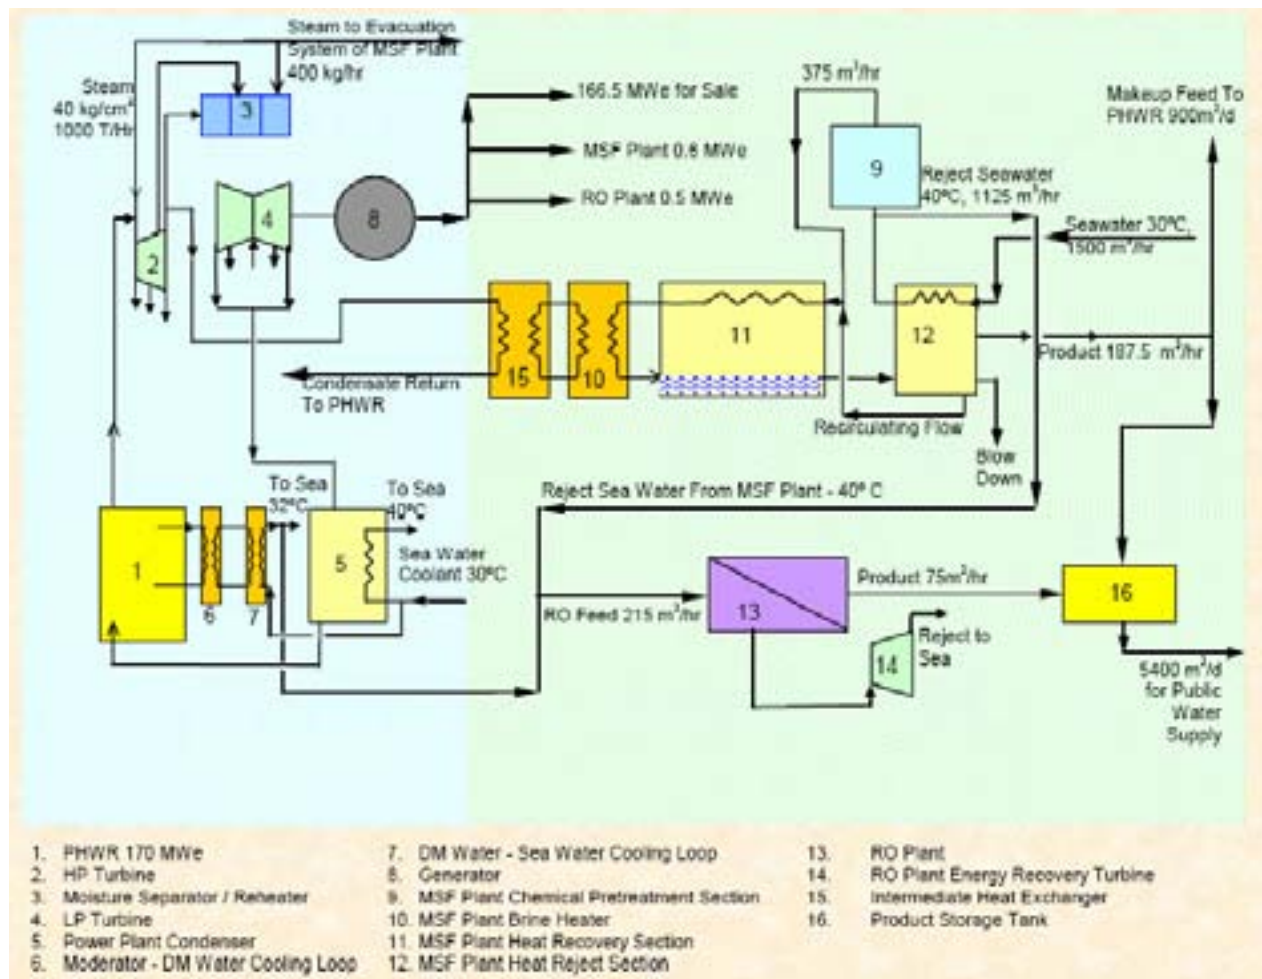 Steam to Evacuation
System of MSF Plant
400 kg/hr
Steam
40 kg/cm²
1000 T/Hr
3
4
8
2
166.5 MWe for Sale
MSF Plant 0.6 MWe
RO Plant 0.5 MWe
375 m³/hr
9
Reject Seawater
40ºC, 1125 m³/hr
Makeup Feed To
PHWR 900m³/d
Seawater 30ºC,
1500 m³/hr
15
10
11
12
Product 187.5 m³/hr
Condensate Return
To PHWR
Recirculating Flow
Blow
Down
To Sea
32ºC
To Sea
40ºC
Reject Sea Water From MSF Plant - 40º C
1
6
7
5
Sea Water
Coolant 30ºC
RO Feed 215 m³/hr
13
Product 75m³/hr
14
Reject to
Sea
16
5400 m³/d
for Public
Water
Supply
1. PHWR 170 MWe
2. HP Turbine
3. Moisture Separator / Reheater
4. LP Turbine
5. Power Plant Condenser
6. Moderator - DM Water Cooling Loop
7. DM Water - Sea Water Cooling Loop
8. Generator
9. MSF Plant Chemical Pretreatment Section
10. MSF Plant Brine Heater
11. MSF Plant Heat Recovery Section
12. MSF Plant Heat Reject Section
13. RO Plant
14. RO Plant Energy Recovery Turbine
15. Intermediate Heat Exchanger
16. Product Storage Tank